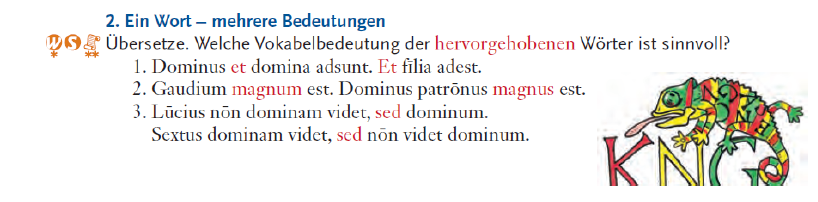 2. Ein Wort – mehrere Bedeutungen
W S Übersetze. Welche Vokabelbedeutung der hervorgehobenen Wörter ist sinnvoll?
1. Dominus et domina adsunt. Et fīlia adest.
2. Gaudium magnum est. Dominus patrōnus magnus est.
3. Lūcius nōn dominam videt, sed dominum.
Sextus dominam videt, sed nōn videt dominum.
KNG